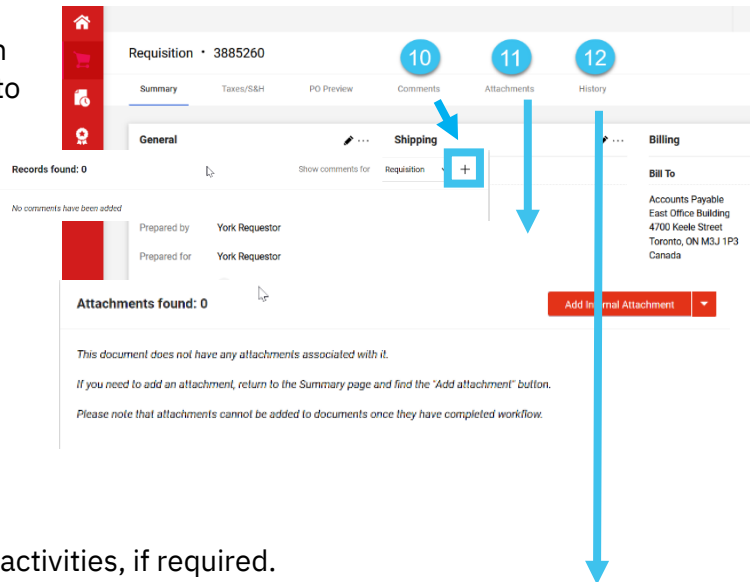 n
to
Requisition • 3885260
10
11
12
Summary
Taxes/S&H
PO Preview
Comments
Attachments
History
General
Shipping
Billing
Records found: 0
Show comments for
Requisition
Bill To
No comments have been added
Accounts Payable
East Office Building
4700 Keele Street
Toronto, ON M3J 1P3
Canada
Prepared by
York Requestor
Prepared for
York Requestor
Attachments found: 0
Add Internal Attachment
This document does not have any attachments associated with it.
If you need to add an attachment, return to the Summary page and find the "Add attachment" button.
Please note that attachments cannot be added to documents once they have completed workflow.
activities, if required.